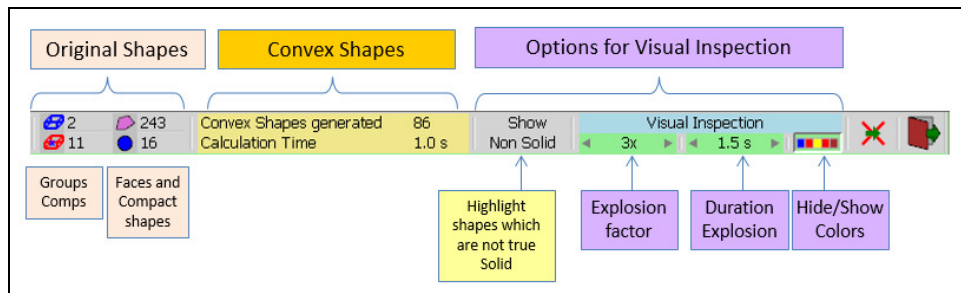 Original Shapes
Convex Shapes
Options for Visual Inspection
2
243
Convex Shapes generated 86
Show
Visual Inspection
11
16
Calculation Time 1.0 s
Non Solid
3x
1.5 s
Groups
Comps
Faces and
Compact
shapes
Highlight
shapes which
are not true
Solid
Explosion
factor
Duration
Explosion
Hide/Show
Colors